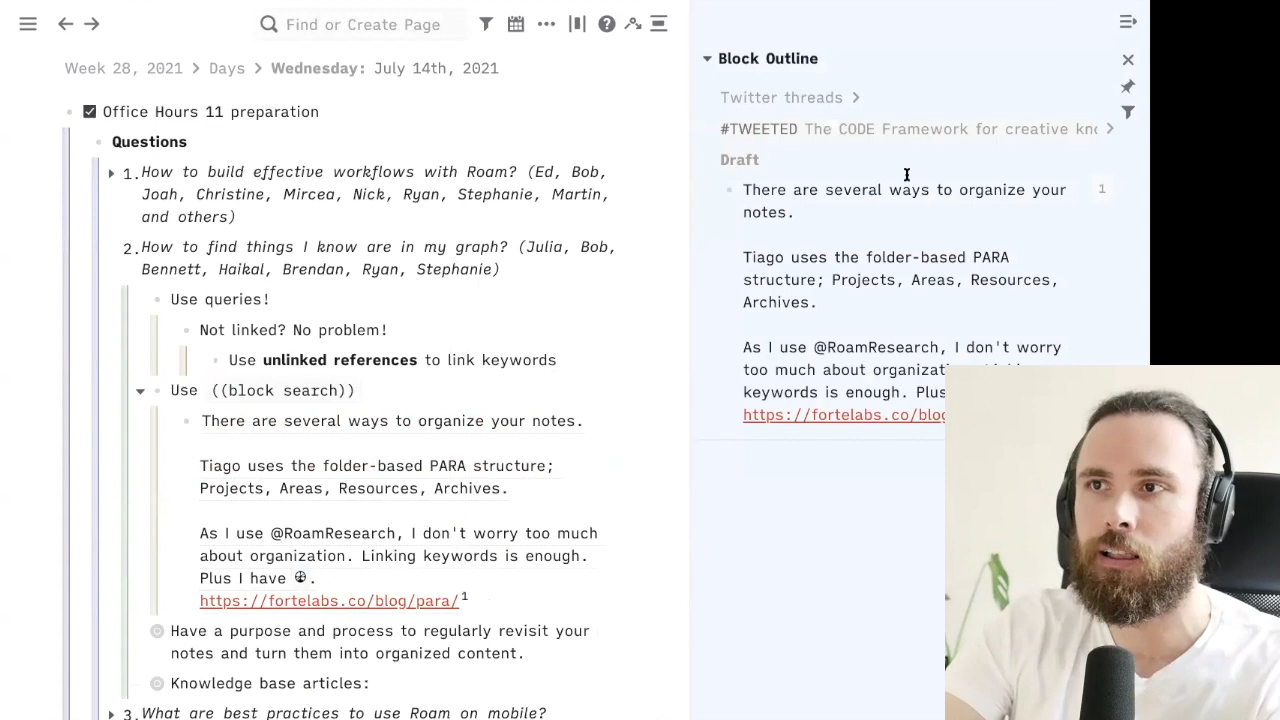 Find or Create Page
Week 28, 2021 > Days > Wednesday: July 14th, 2021
Office Hours 11 preparation
Questions
1. How to build effective workflows with Roam? (Ed, Bob,
Joah, Christine, Mircea, Nick, Ryan, Stephanie, Martin,
and others)
2. How to find things I know are in my graph? (Julia, Bob,
Bennett, Haikal, Brendan, Ryan, Stephanie)
Use queries!
Not linked? No problem!
Use unlinked references to link keywords
Use ((block search))
There are several ways to organize your notes.
Tiago uses the folder-based PARA structure;
Projects, Areas, Resources, Archives.
As I use @RoamResearch, I don't worry too much
about organization. Linking keywords is enough.
Plus I have .
https://fortelabs.co/blog/para/1
Have a purpose and process to regularly revisit your
notes and turn them into organized content.
Knowledge base articles:
3. What are best practices to use Roam on mobile?
Block Outline
Twitter threads >
#TWEETED The CODE Framework for creative >
Draft
There are several ways to organize your 1
notes.
Tiago uses the folder-based PARA
structure; Projects, Areas, Resources,
Archives.
As I use @RoamResearch, I don't worry
too much about
keywords is enough. Plus
https://fortelabs.co/blog